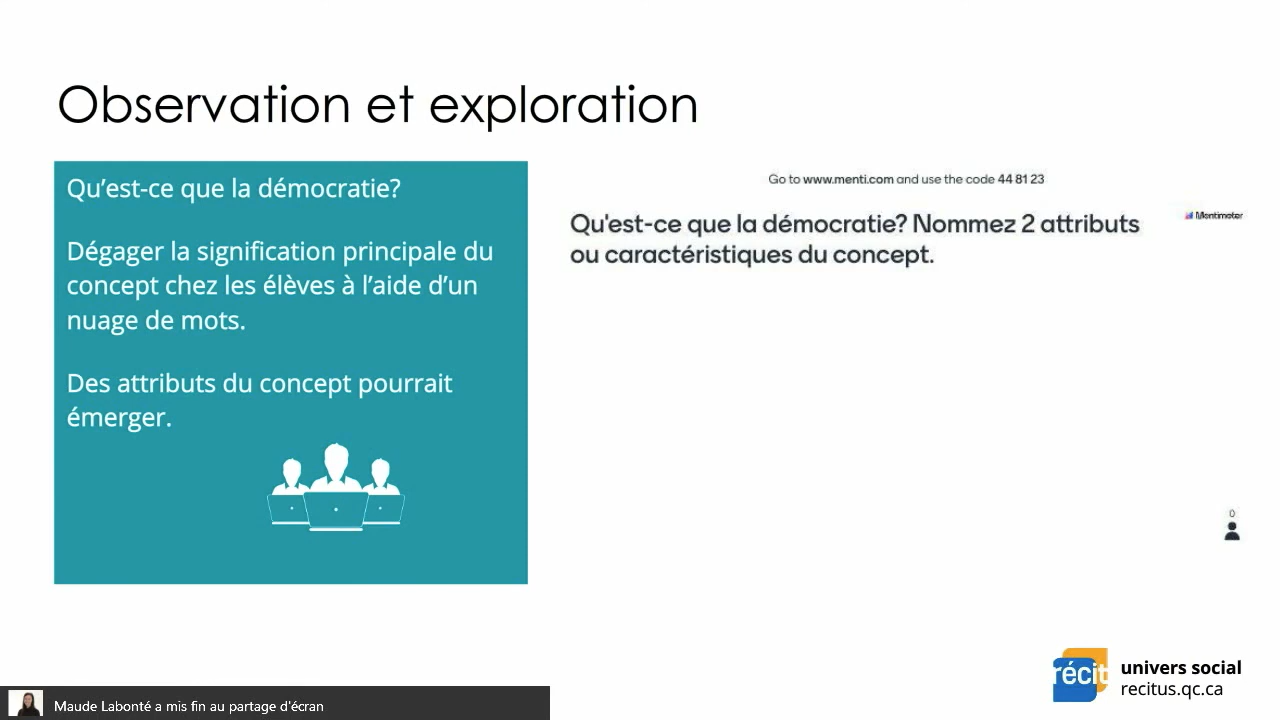 Observation et exploration
Qu’est-ce que la démocratie?
Dégager la signification principale du
concept chez les élèves à l’aide d’un
nuage de mots.
Des attributs du concept pourrait
émerger.
Go to www.menti.com and use the code 44 81 23
Mentimeter
Qu'est-ce que la démocratie? Nommez 2 attributs
ou caractéristiques du concept.
0
récit
univers social
recitus.qc.ca
Maude Labonté a mis fin au partage d'écran